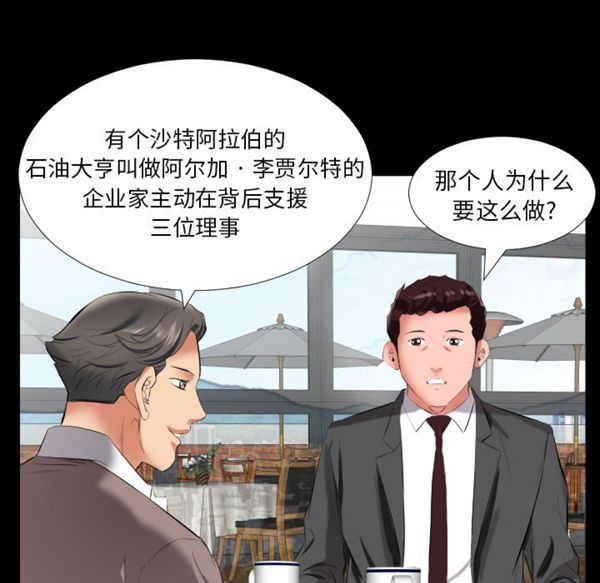 有个沙特阿拉伯的
石油大亨叫做阿尔加·李贾尔特的
企业家主动在背后支援
三位理事
那个人为什么
要这么做?